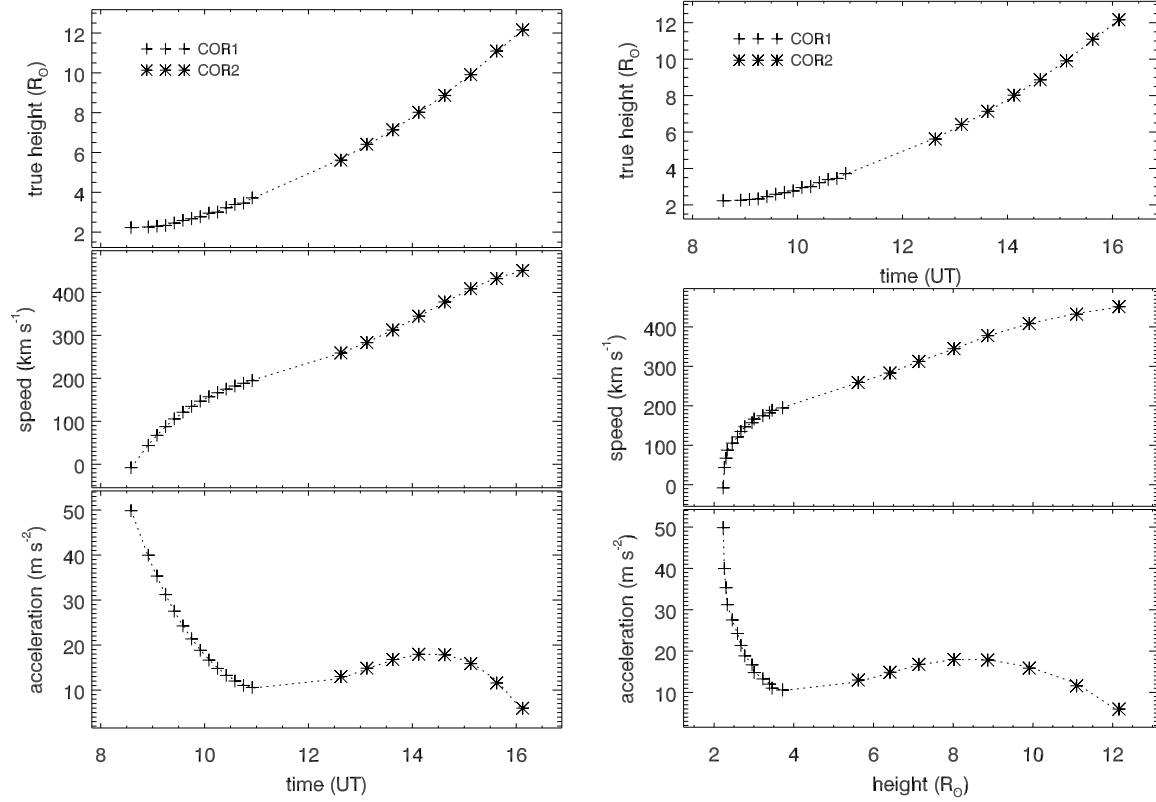 12
10
8
6
4
2
true height (R⊙)
COR1
COR2
400
300
200
100
0
speed (km s⁻¹)
50
40
30
20
10
acceleration (m s⁻²)
8 10 12 14 16
time (UT)
12
10
8
6
4
2
true height (R⊙)
COR1
COR2
8 10 12 14 16
time (UT)
400
300
200
100
0
speed (km s⁻¹)
50
40
30
20
10
acceleration (m s⁻²)
2 4 6 8 10 12
height (R⊙)